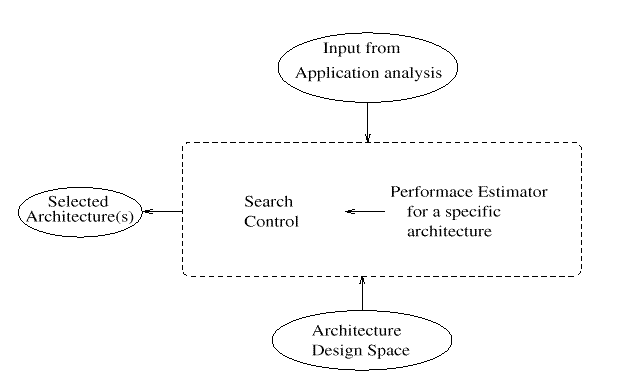 Input from
Application analysis
Selected
Architecture(s)
Search
Control
Performace Estimator
for a specific
architecture
Architecture
Design Space